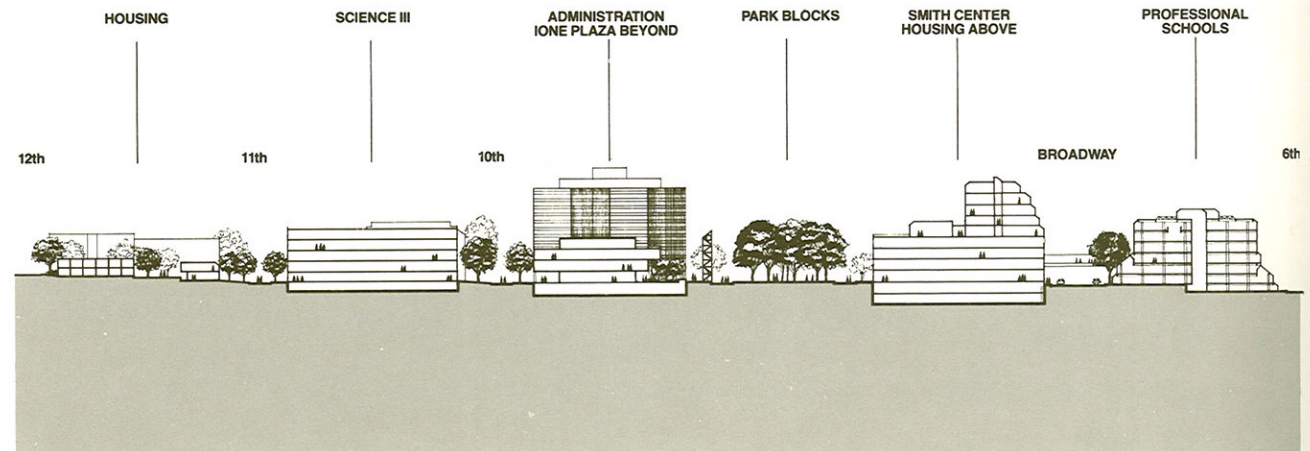 HOUSING
SCIENCE III
ADMINISTRATION
IONE PLAZA BEYOND
PARK BLOCKS
SMITH CENTER
HOUSING ABOVE
PROFESSIONAL
SCHOOLS
12th
11th
10th
BROADWAY
6th